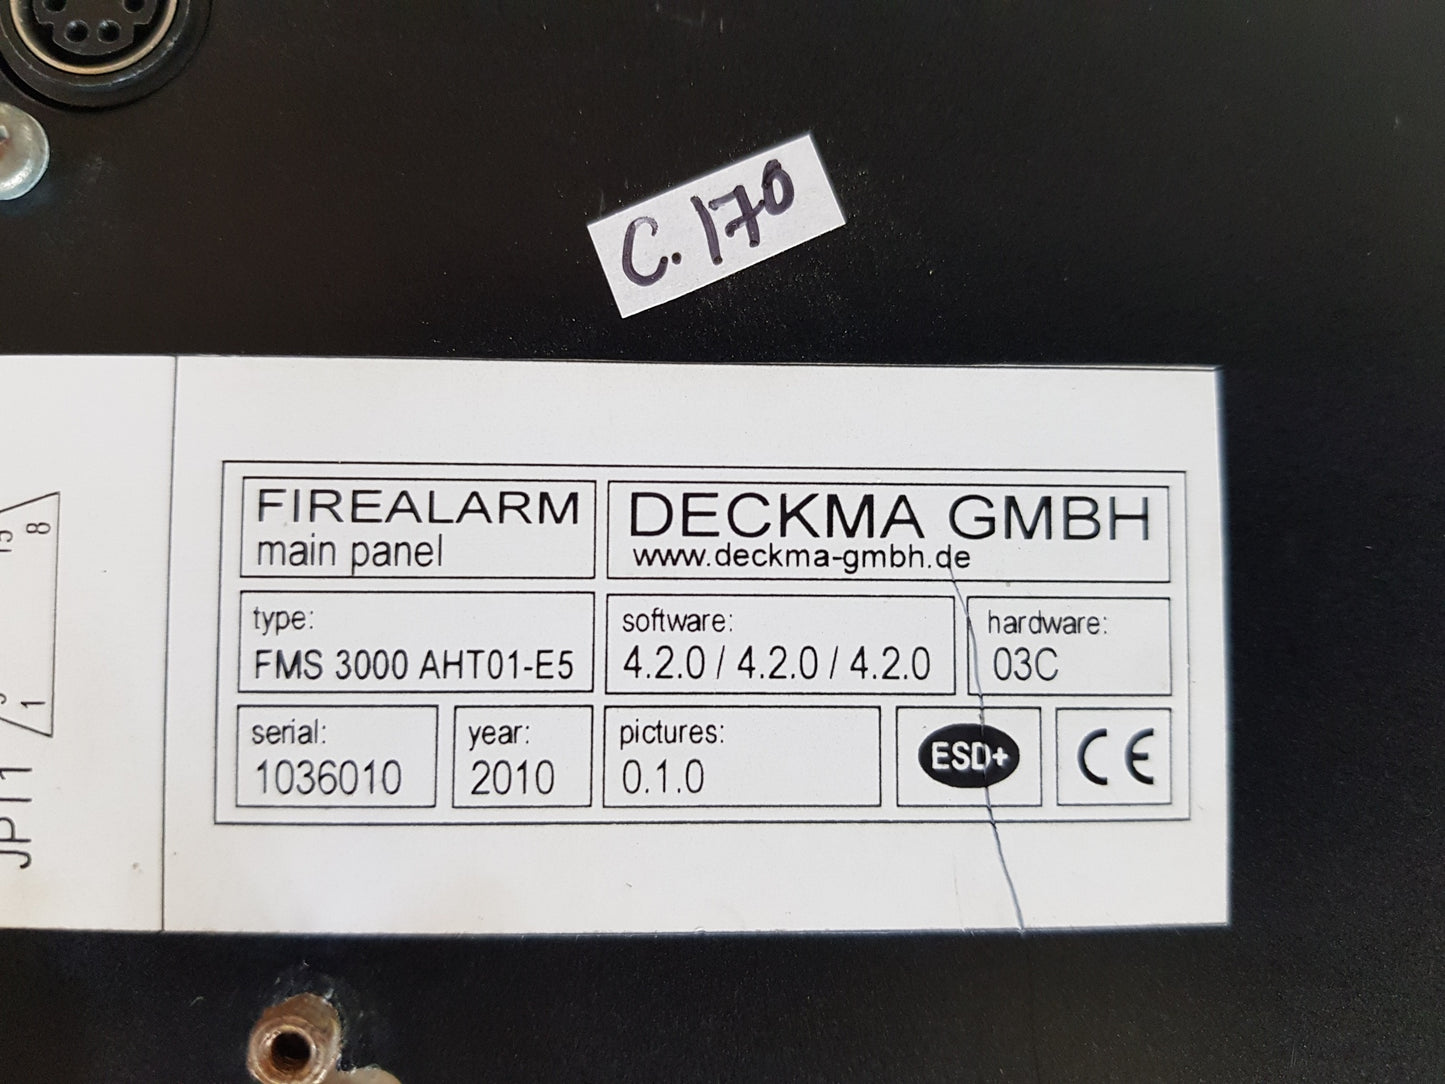 C.170
FIREALARM
main panel
DECKMA GMBH
www.deckma-gmbh.de
type:
FMS 3000 AHT01-E5
software:
4.2.0 / 4.2.0 / 4.2.0
hardware:
03C
serial:
1036010
year:
2010
pictures:
0.1.0
ESD+
CE
15
8
1